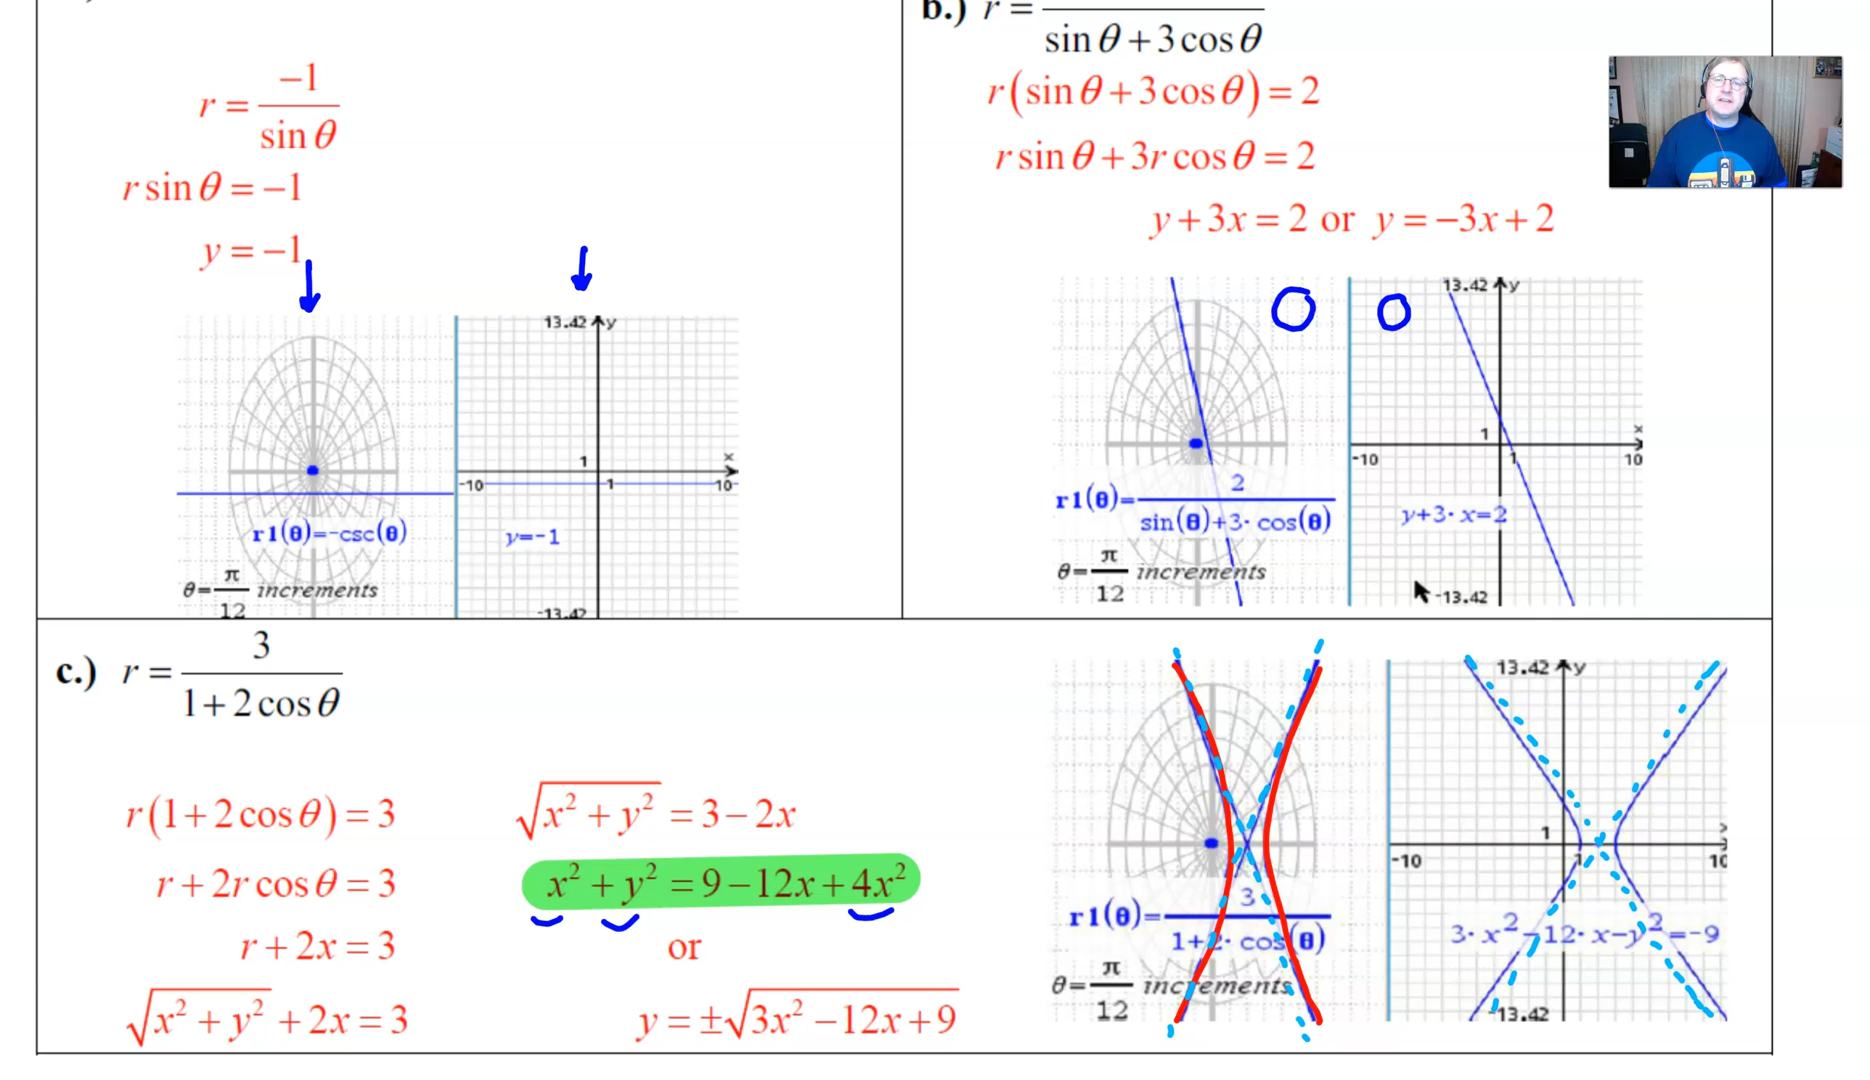 r = -1/sin θ
r sin θ = -1
y = -1
13.42 y
1
x
-10
1
10
r1(θ)=-csc(θ)
y=-1
θ=π/12 increments
-13.42
b.) r = /(sin θ + 3 cos θ)
r(sin θ + 3 cos θ) = 2
r sin θ + 3r cos θ = 2
y + 3x = 2 or y = -3x + 2
13.42 y
1
x
-10
1
10
r1(θ)=2/(sin(θ)+3· cos(θ))
y+3· x=2
θ=π/12 increments
-13.42
c.) r = 3/(1 + 2 cos θ)
r(1 + 2 cos θ) = 3
r + 2r cos θ = 3
r + 2x = 3
√(x² + y²) + 2x = 3
√(x² + y²) = 3 - 2x
x² + y² = 9 - 12x + 4x²
or
y = ±√(3x² - 12x + 9)
r1(θ)=3/(1+2· cos(θ))
θ=π/12 increments
13.42 y
1
-10
1
10
3· x²-12· x-y²=-9
-13.42